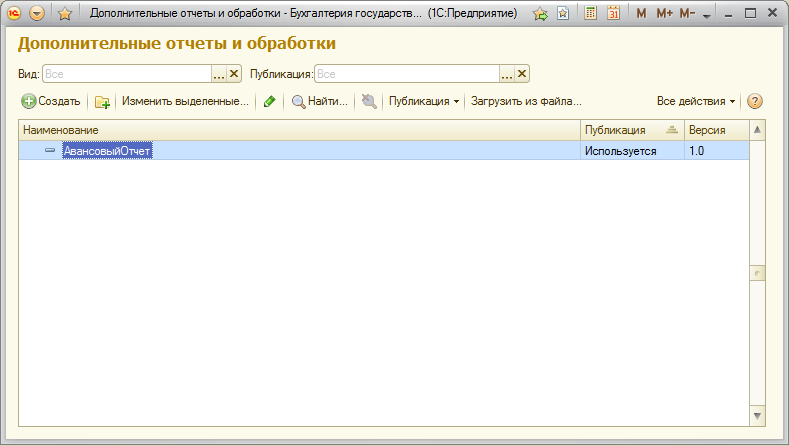 Дополнительные отчеты и обработки - Бухгалтерия государств... (1С:Предприятие) 31 M M+ M-
Дополнительные отчеты и обработки
Вид: Все ... Публикация: Все ...
Создать Изменить выделенные... Найти... Публикация Загрузить из файла... Все действия ?
Наименование Публикация Версия
АвансовыйОтчет Используется 1.0